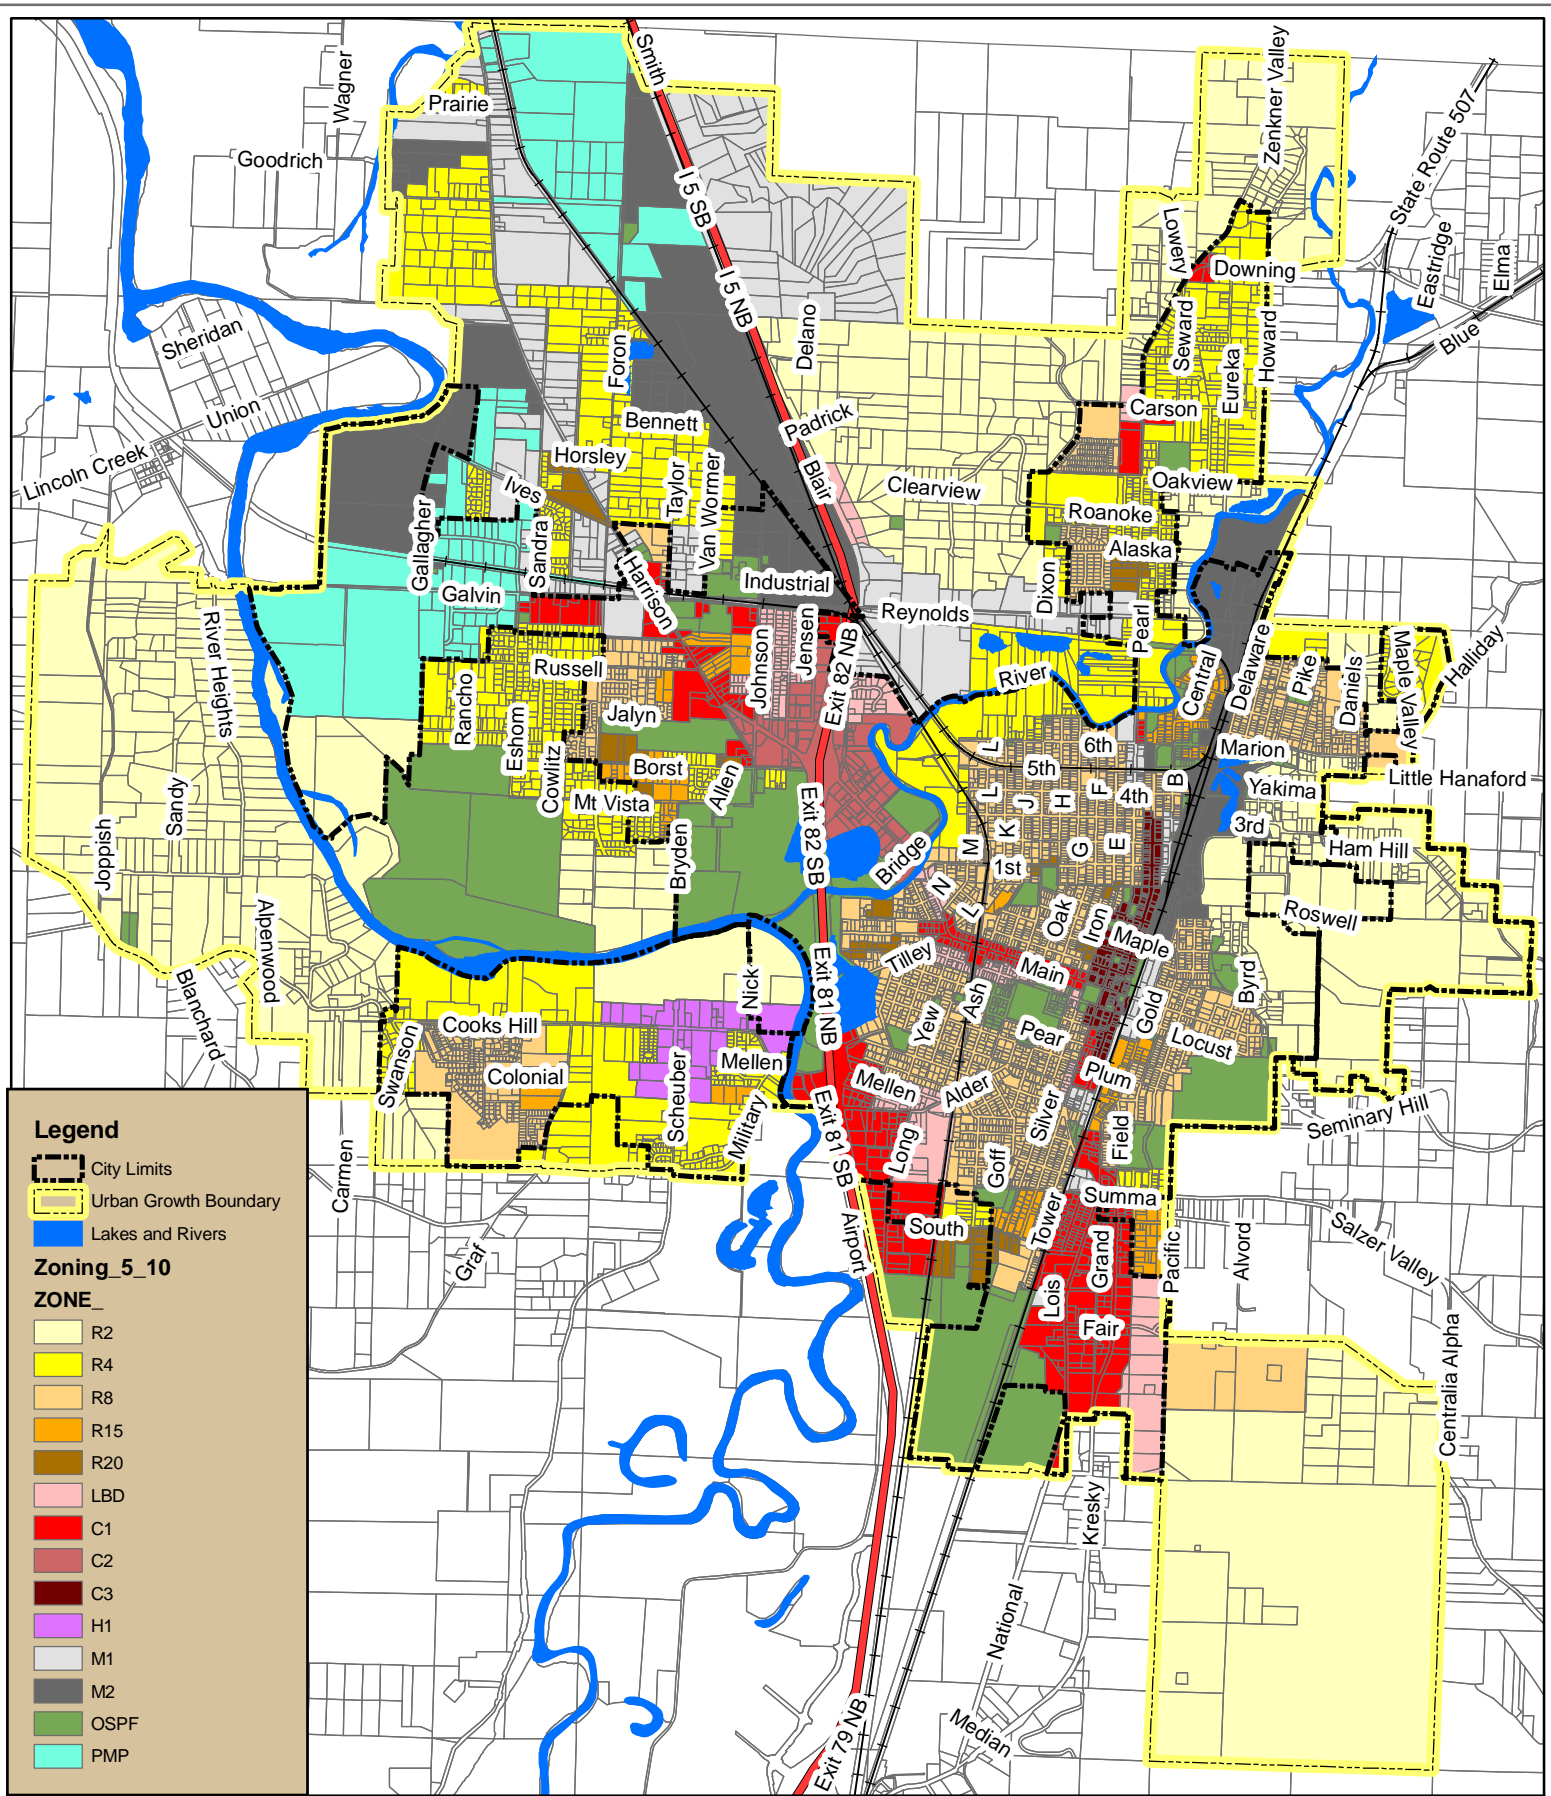 Smith
Wagner
Zenkner Valley
Prairie
State Route 507
Goodrich
I 5 SB
Lowery
Eastridge
Elma
Downing
I 5 NB
Sheridan
Delano
Seward
Howard
Blue
Foron
Eureka
Union
Bennett
Padrick
Carson
Horsley
Lincoln Creek
Blair
Clearview
Oakview
Ives
Taylor
Van Wormer
Roanoke
Gallagher
Sandra
Alaska
Harrison
Industrial
Dixon
Galvin
Reynolds
Pearl
River Heights
Russell
Johnson
Jensen
Exit 82 NB
River
Central
Delaware
Pike
Daniels
Maple Valley
Halliday
Rancho
Eshom
Jalyn
L
6th
Marion
Borst
5th
Cowlitz
Allen
B
Little Hanaford
Sandy
Mt Vista
Exit 82 SB
L
J
H
F
4th
Yakima
K
3rd
Joppish
Bryden
Bridge
M
G
E
Ham Hill
1st
N
L
Alpenwood
Oak
Iron
Roswell
Maple
Tilley
Main
Blanchard
Nick
Exit 81 NB
Ash
Byrd
Cooks Hill
Yew
Pear
Gold
Locust
Swanson
Colonial
Scheuber
Mellen
Mellen
Alder
Plum
Silver
Military
Exit 81 SB
Long
Field
Seminary Hill
Carmen
Goff
Summa
Airport
South
Tower
Grand
Pacific
Alvord
Salzer Valley
Graf
Lois
Fair
Centralia Alpha
Kresky
National
Median
Exit 79 NB
Legend
City Limits
Urban Growth Boundary
Lakes and Rivers
Zoning_5_10
ZONE_
R2
R4
R8
R15
R20
LBD
C1
C2
C3
H1
M1
M2
OSPF
PMP